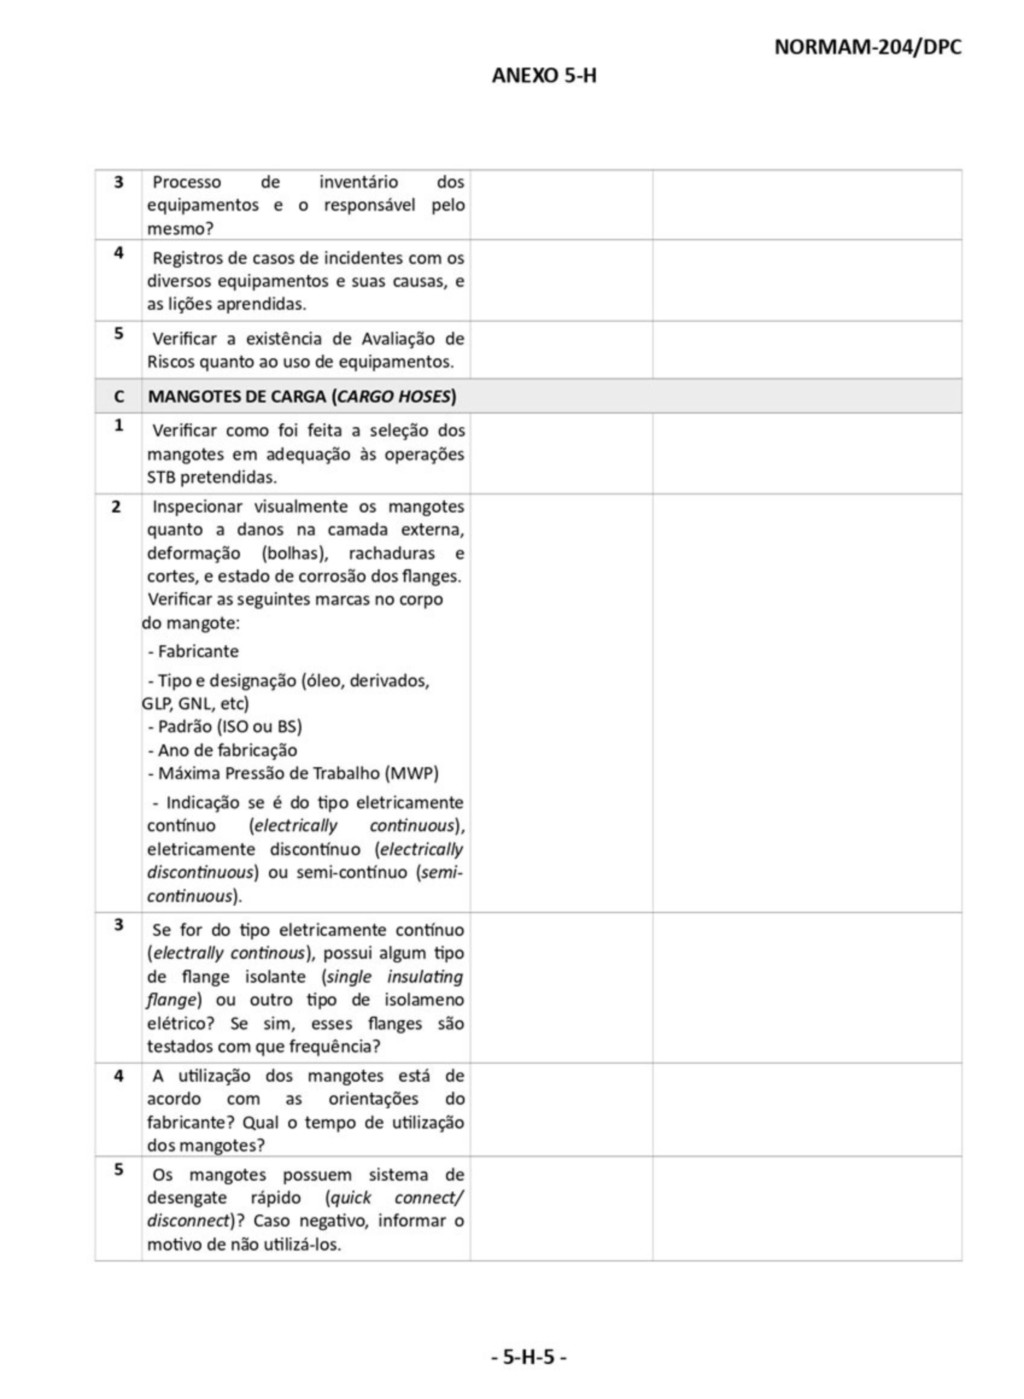 NORMAM-204/DPC
ANEXO 5-H
3 Processo de inventário dos
equipamentos e o responsável pelo
mesmo?
4 Registros de casos de incidentes com os
diversos equipamentos e suas causas, e
as lições aprendidas.
5 Verificar a existência de Avaliação de
Riscos quanto ao uso de equipamentos.
C MANGOTES DE CARGA (CARGO HOSES)
1 Verificar como foi feita a seleção dos
mangotes em adequação às operações
STB pretendidas.
2 Inspecionar visualmente os mangotes
quanto a danos na camada externa,
deformação (bolhas), rachaduras e
cortes, e estado de corrosão dos flanges.
Verificar as seguintes marcas no corpo
do mangote:
- Fabricante
- Tipo e designação (óleo, derivados,
GLP, GNL, etc)
- Padrão (ISO ou BS)
- Ano de fabricação
- Máxima Pressão de Trabalho (MWP)
- Indicação se é do tipo eletricamente
contínuo (electrically continuous),
eletricamente discontínuo (electrically
discontinuous) ou semi-contínuo (semi-
continuous).
3 Se for do tipo eletricamente contínuo
(electrally continous), possui algum tipo
de flange isolante (single insulating
flange) ou outro tipo de isolameno
elétrico? Se sim, esses flanges são
testados com que frequência?
4 A utilização dos mangotes está de
acordo com as orientações do
fabricante? Qual o tempo de utilização
dos mangotes?
5 Os mangotes possuem sistema de
desengate rápido (quick connect/
disconnect)? Caso negativo, informar o
motivo de não utilizá-los.
- 5-H-5 -